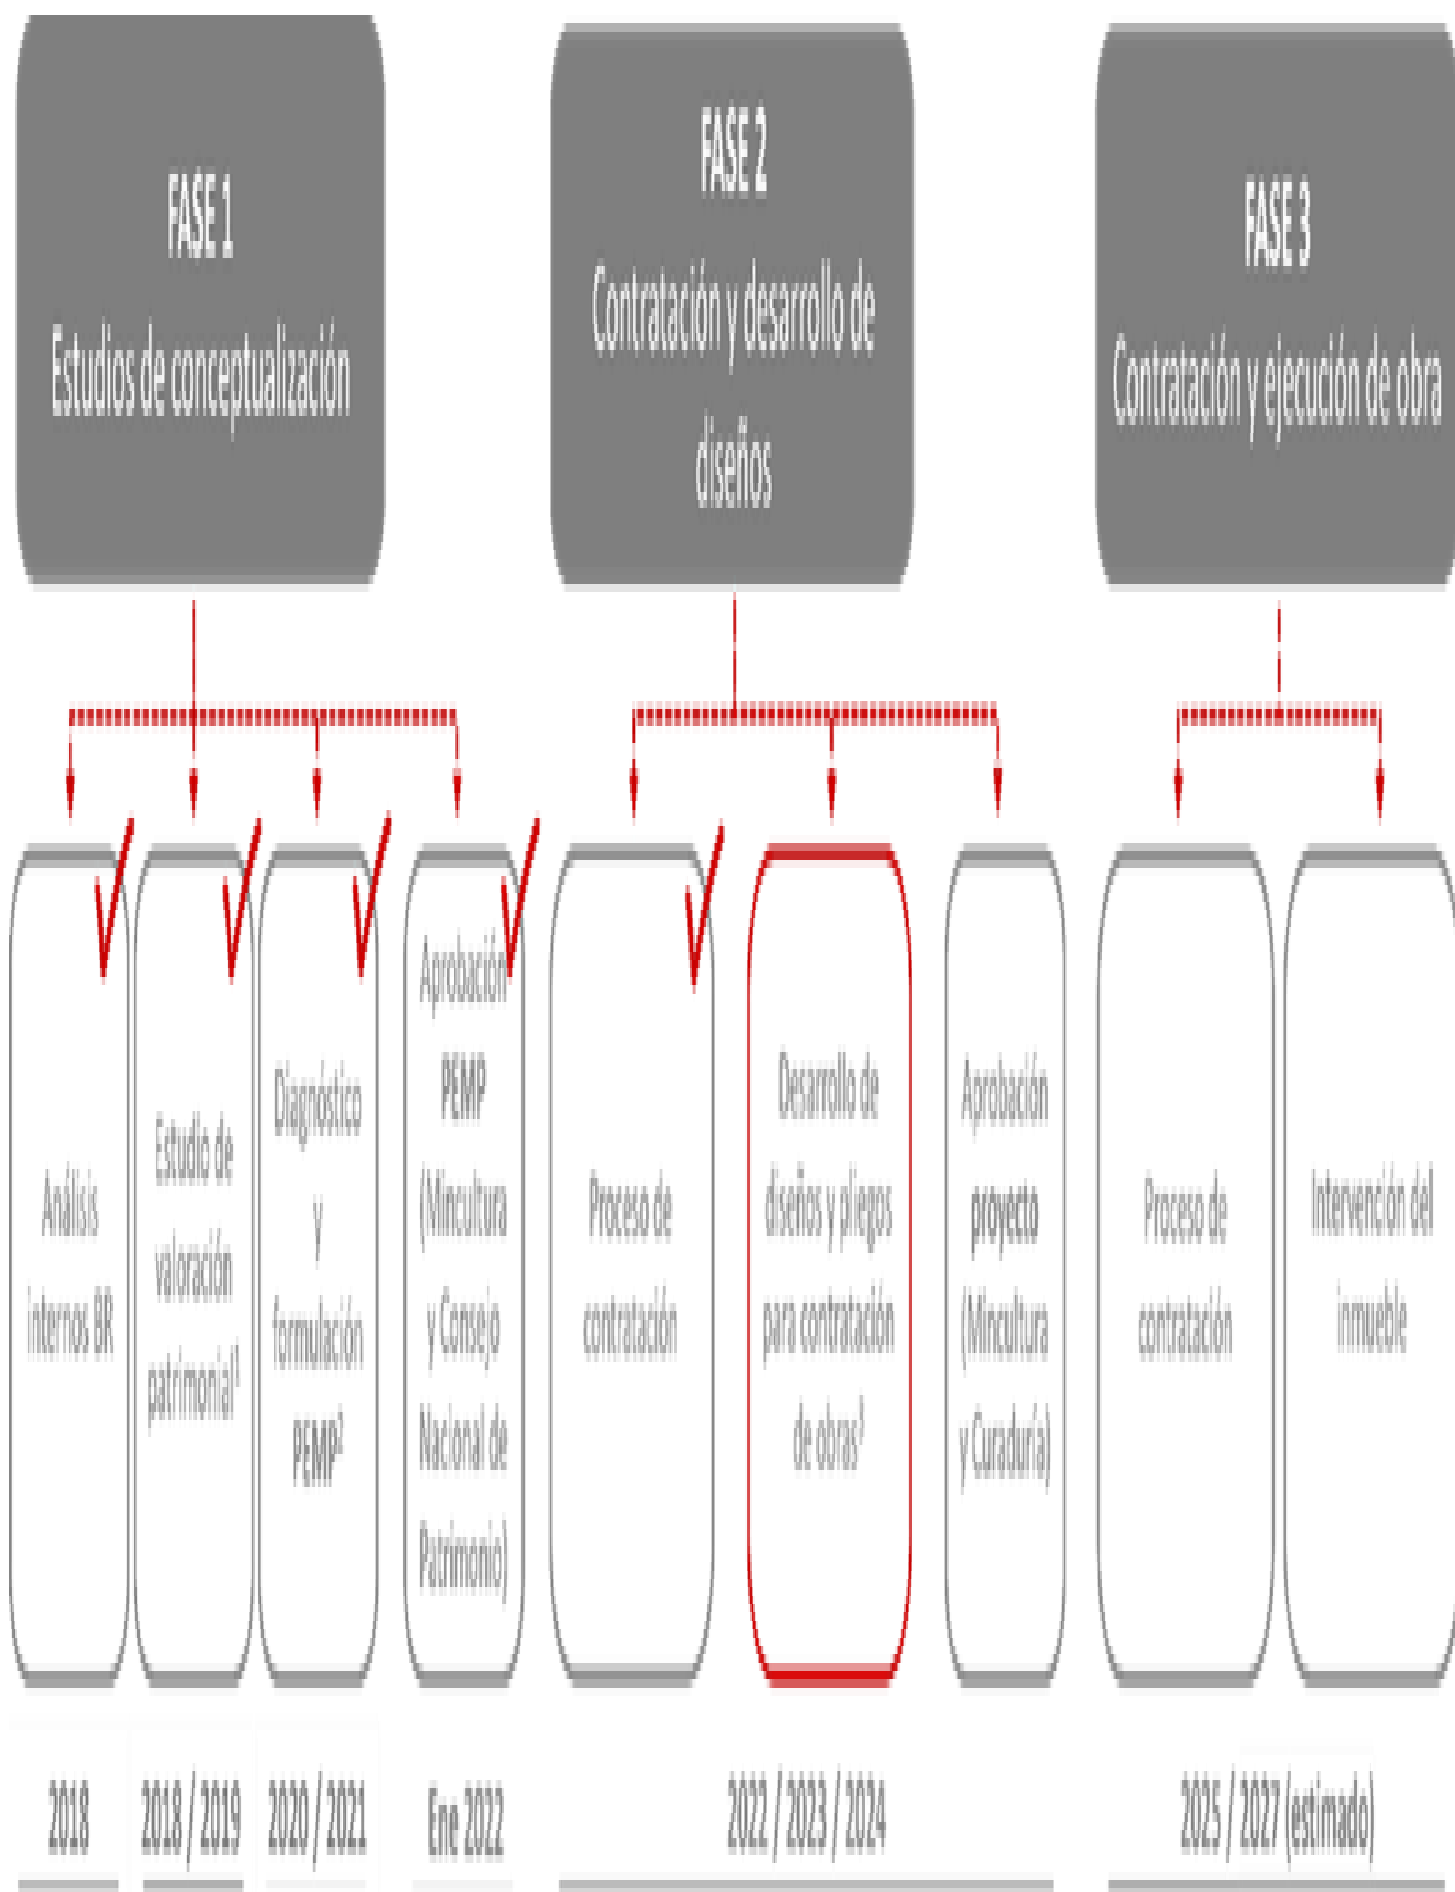 FASE 1
Estudios de conceptualización
FASE 2
Contratación y desarrollo de
diseños
FASE 3
Contratación y ejecución de obra
Análisis
internos BR
Estudio de
valoración
patrimonial¹
Diagnóstico
y
formulación
PEMP²
Aprobación
PEMP
(Mincultura
y Consejo
Nacional de
Patrimonio)
Proceso de
contratación
Desarrollo de
diseños y pliegos
para contratación
de obras³
Aprobación
proyecto
(Mincultura
y Curaduría)
Proceso de
contratación
Intervención del
inmueble
2018
2018 / 2019
2020 / 2021
Ene 2022
2022 / 2023 / 2024
2025 / 2027 (estimado)